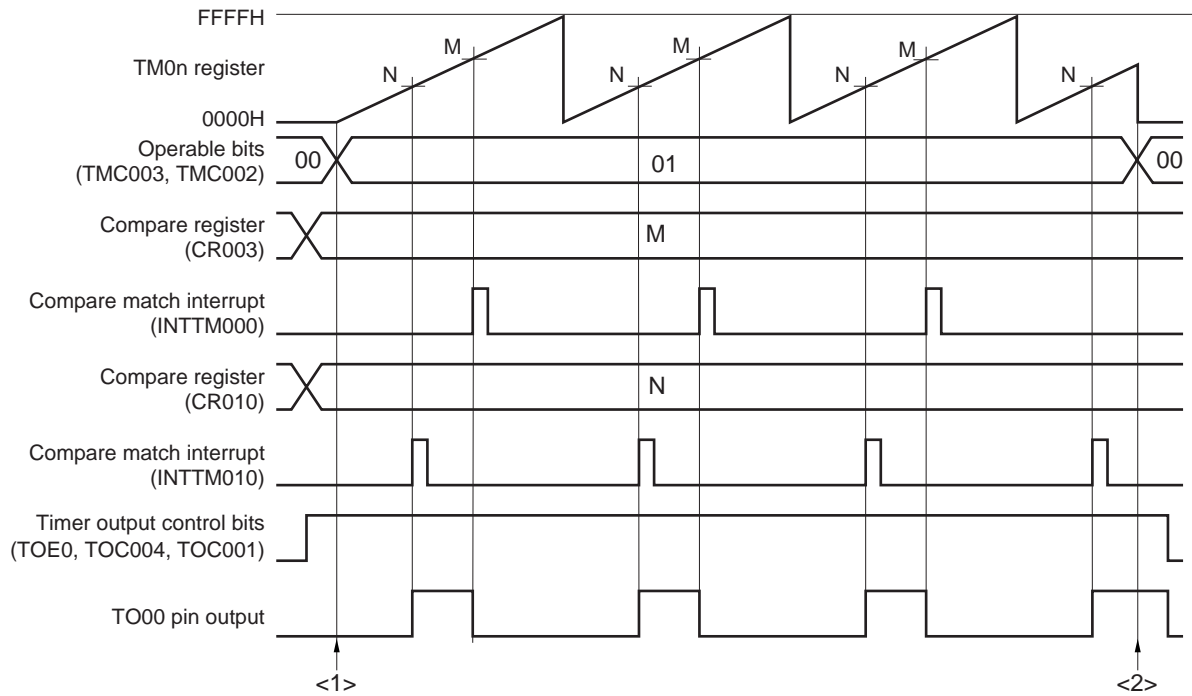 FFFFH
TM0n register
0000H
N M N M N M N
Operable bits
(TMC003, TMC002)
00 01 00
Compare register
(CR003)
M
Compare match interrupt
(INTTM000)
Compare register
(CR010)
N
Compare match interrupt
(INTTM010)
Timer output control bits
(TOE0, TOC004, TOC001)
TO00 pin output
<1> <2>